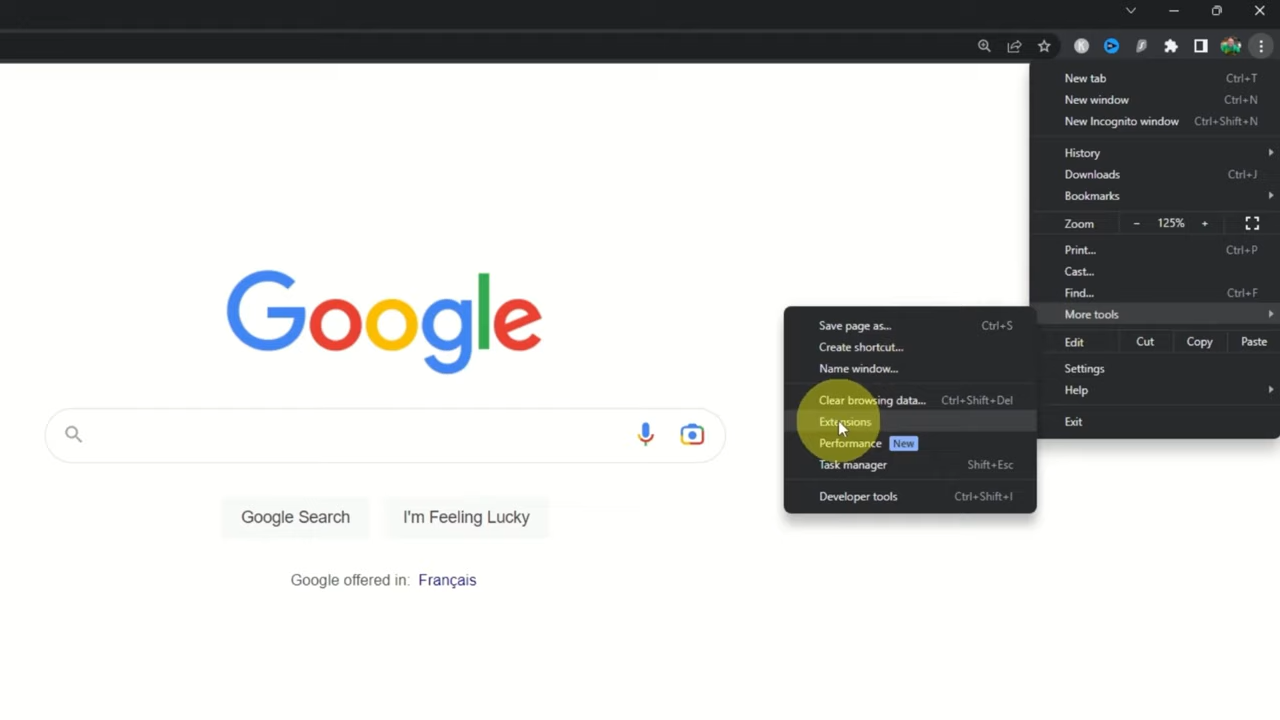 New tab Ctrl+T
New window Ctrl+N
New Incognito window Ctrl+Shift+N
History
Downloads Ctrl+J
Bookmarks
Zoom - 125% +
Print... Ctrl+P
Cast...
Find... Ctrl+F
More tools
Edit Cut Copy Paste
Settings
Help
Exit
Save page as... Ctrl+S
Create shortcut...
Name window...
Clear browsing data... Ctrl+Shift+Del
Extensions
Performance New
Task manager Shift+Esc
Developer tools Ctrl+Shift+I
Google
Google Search I'm Feeling Lucky
Google offered in: Français